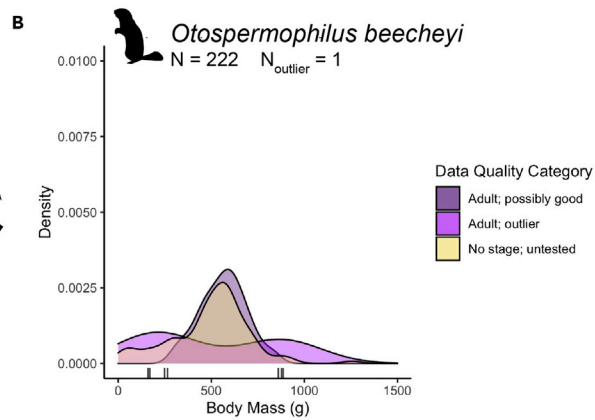 B
Otospermophilus beecheyi
N = 222 Noutlier = 1
0.0100
0.0075
0.0050
0.0025
0.0000
Density
0 500 1000 1500
Body Mass (g)
Data Quality Category
Adult; possibly good
Adult; outlier
No stage; untested